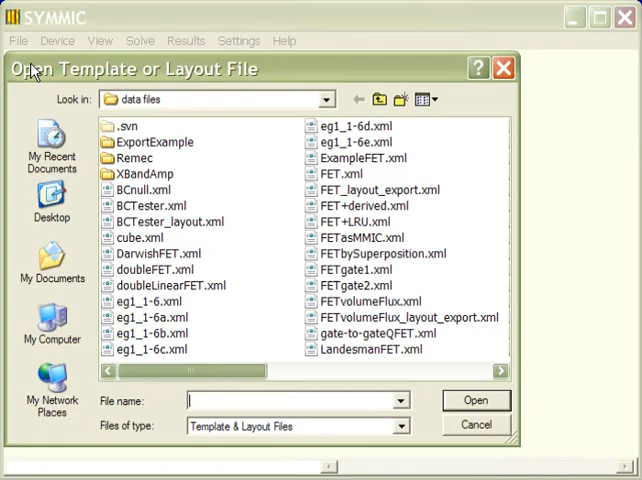 SYMMIC
File Device View Solve Results Settings Help
Open Template or Layout File
Look in: data files
My Recent
Documents
Desktop
My Documents
My Computer
My Network
Places
.svn
ExportExample
Remec
XBandAmp
BCnull.xml
BCTester.xml
BCTester_layout.xml
cube.xml
DarwishFET.xml
doubleFET.xml
doubleLinearFET.xml
eg1_1-6.xml
eg1_1-6a.xml
eg1_1-6b.xml
eg1_1-6c.xml
eg1_1-6d.xml
eg1_1-6e.xml
ExampleFET.xml
FET.xml
FET_layout_export.xml
FET+derived.xml
FET+LRU.xml
FETasMMIC.xml
FETbySuperposition.xml
FETgate1.xml
FETgate2.xml
FETvolumeFlux.xml
FETvolumeFlux_layout_export.xml
gate-to-gateQFET.xml
LandesmanFET.xml
File name: Open
Files of type: Template & Layout Files Cancel